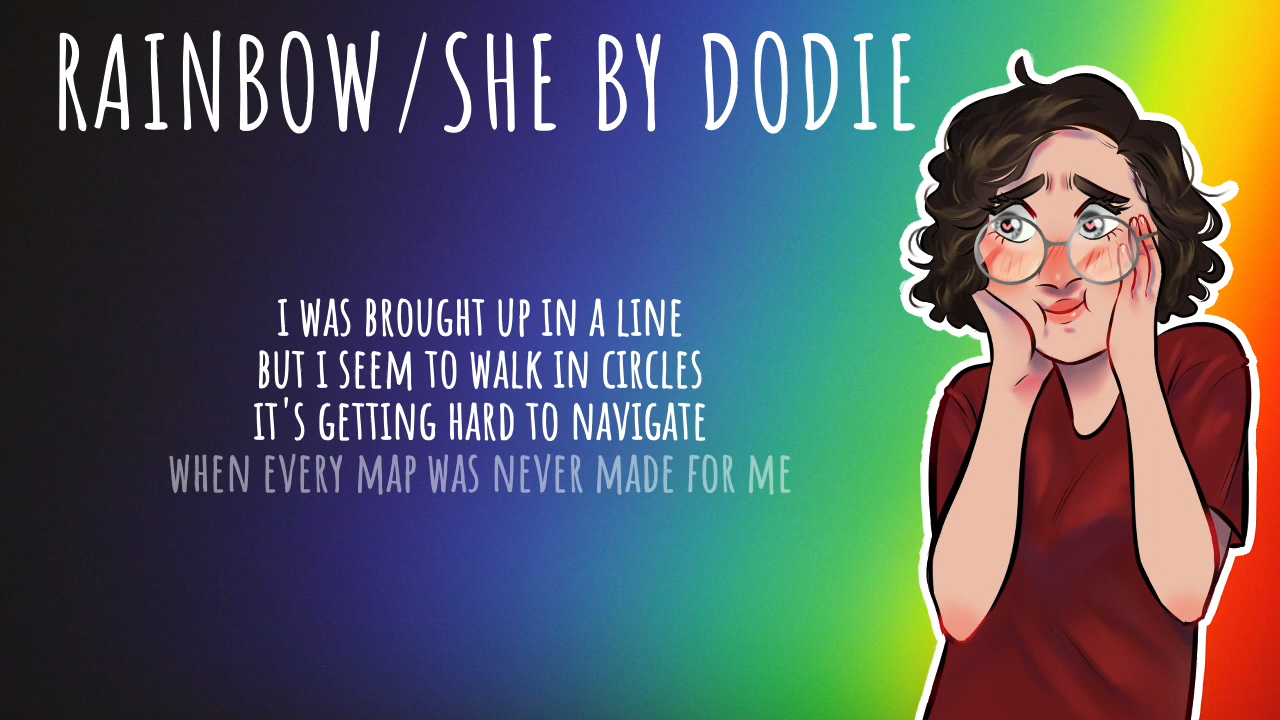 RAINBOW/SHE BY DODIE
I WAS BROUGHT UP IN A LINE
BUT I SEEM TO WALK IN CIRCLES
IT'S GETTING HARD TO NAVIGATE
WHEN EVERY MAP WAS NEVER MADE FOR ME